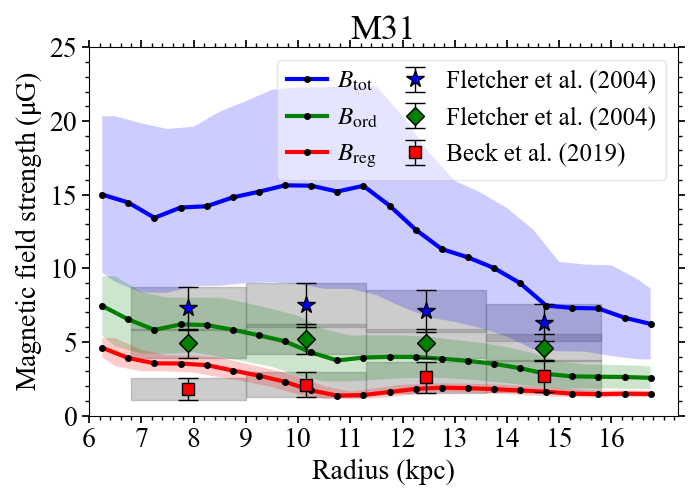 M31
Magnetic field strength (µG)
25
20
15
10
5
0
B_tot
B_ord
B_reg
Fletcher et al. (2004)
Fletcher et al. (2004)
Beck et al. (2019)
6 7 8 9 10 11 12 13 14 15 16
Radius (kpc)